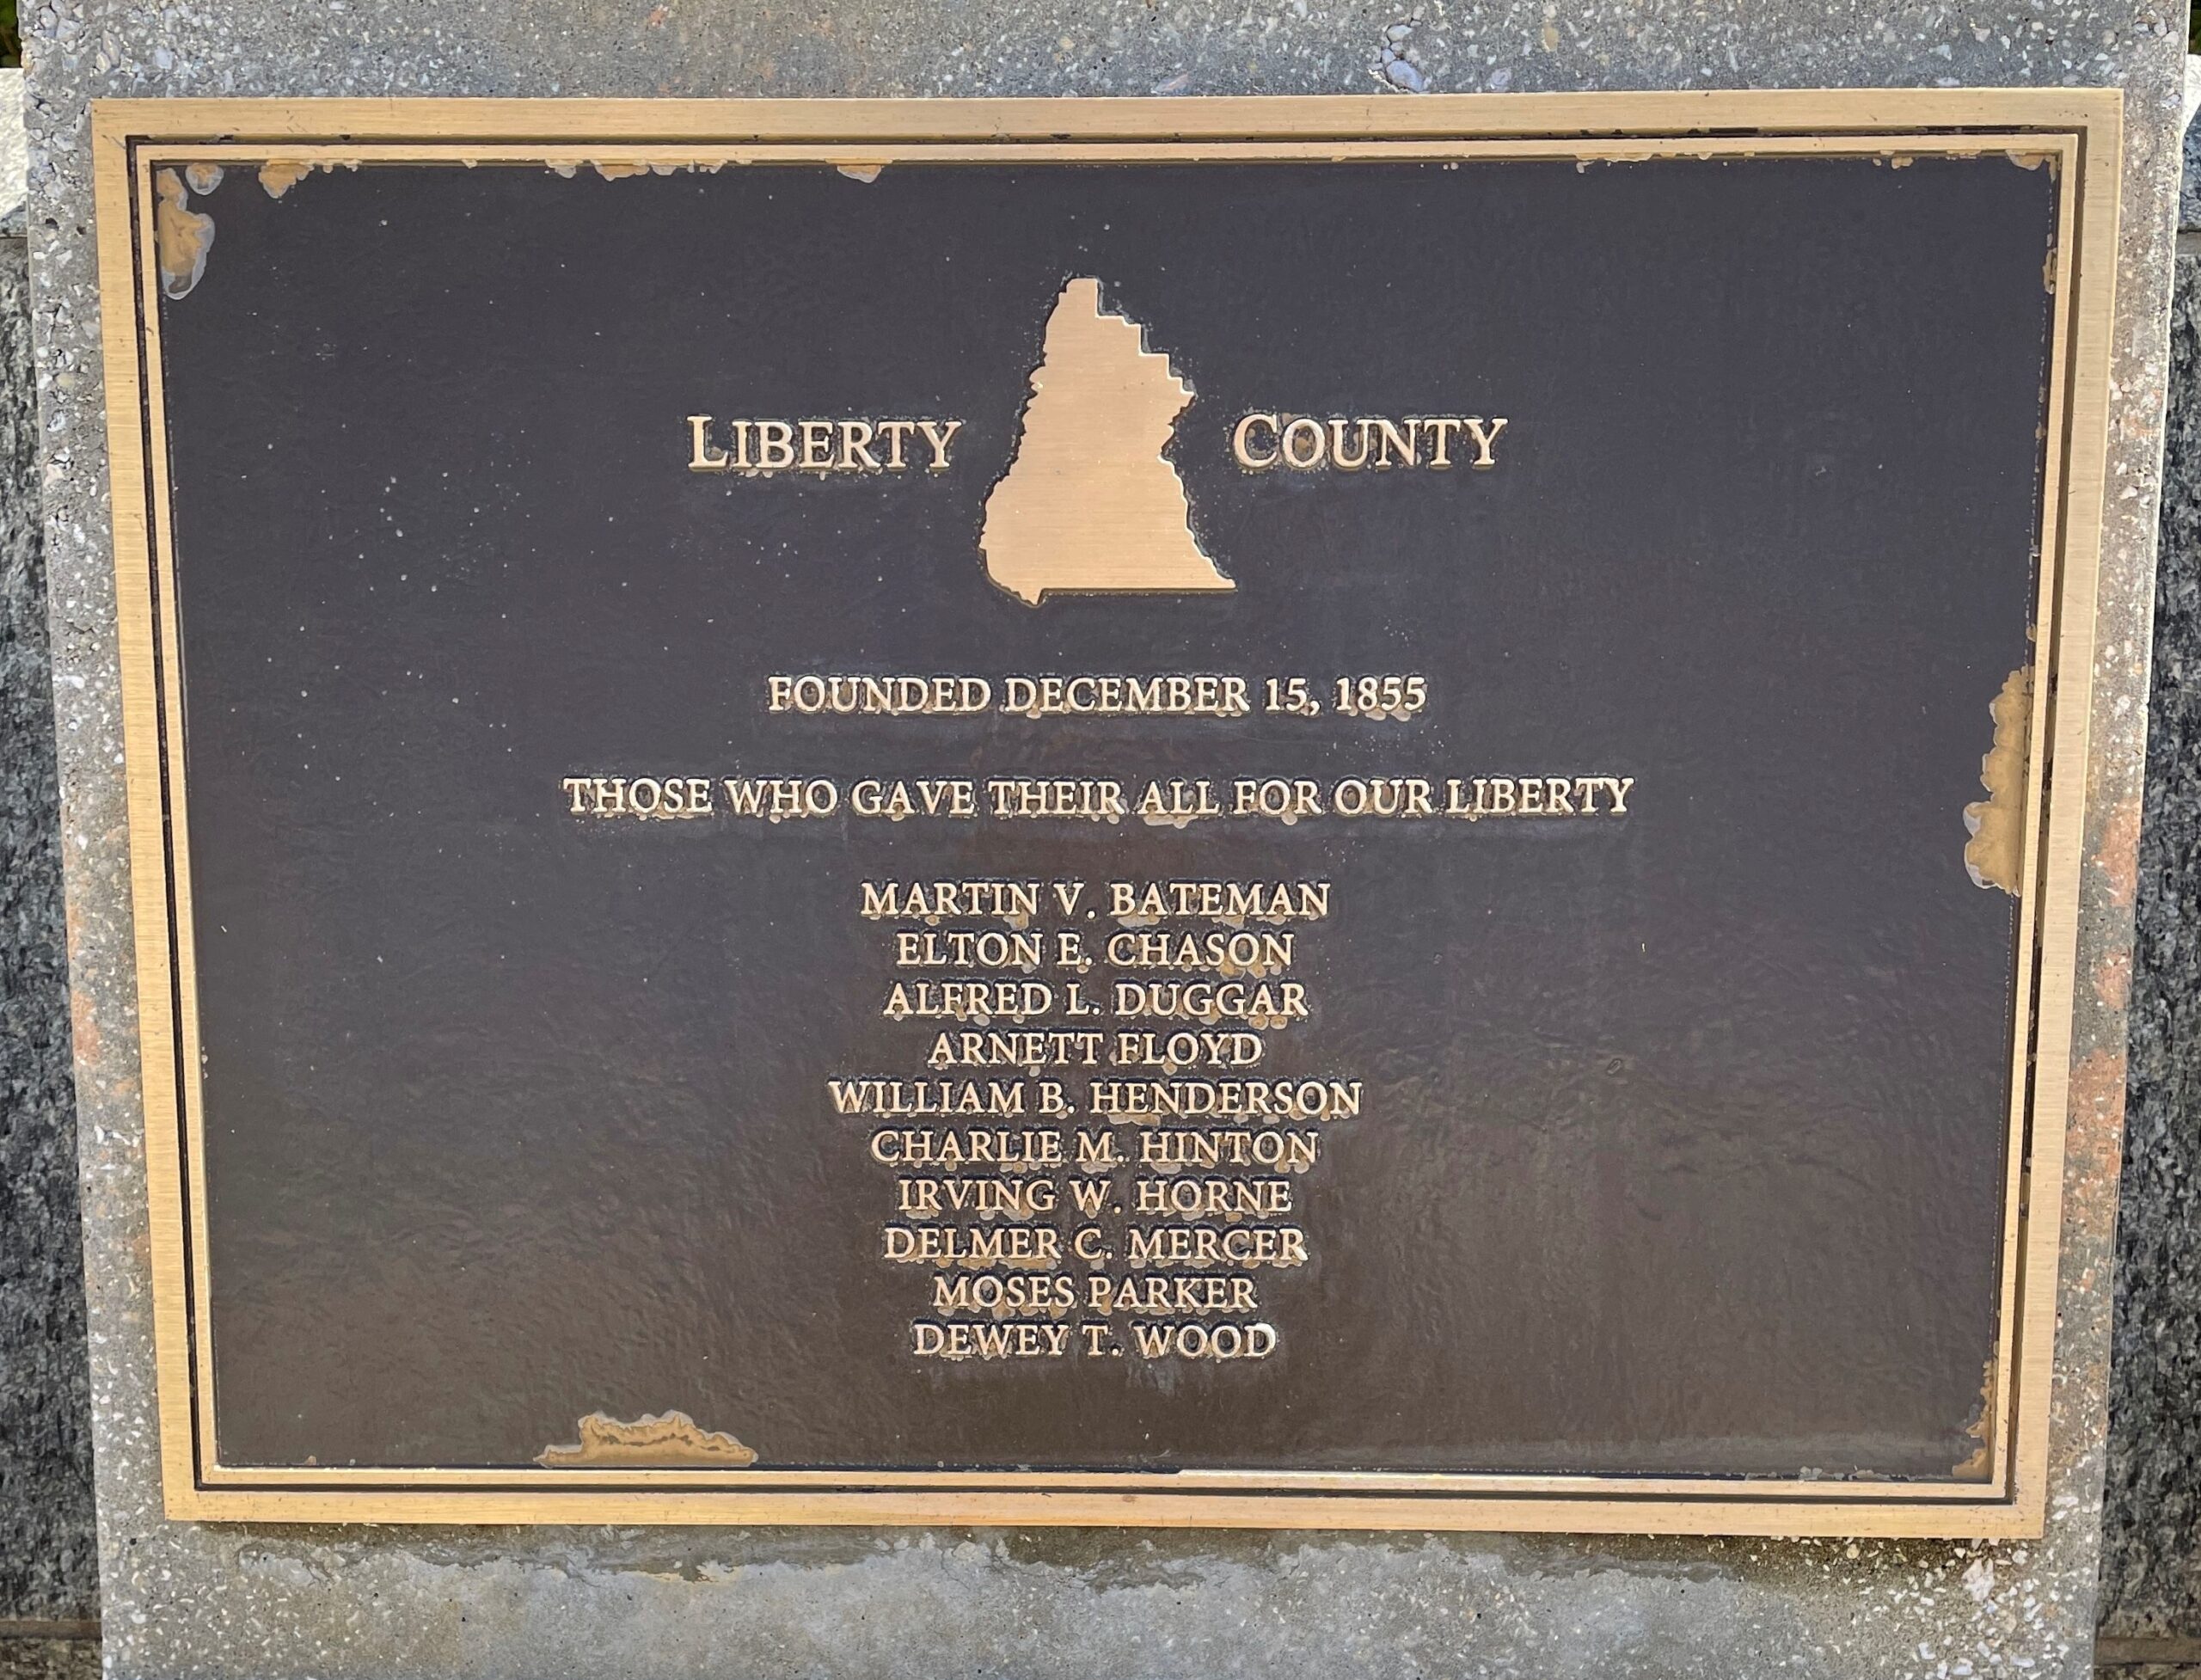 LIBERTY COUNTY
FOUNDED DECEMBER 15, 1855
THOSE WHO GAVE THEIR ALL FOR OUR LIBERTY
MARTIN V. BATEMAN
ELTON E. CHASON
ALFRED L. DUGGAR
ARNETT FLOYD
WILLIAM B. HENDERSON
CHARLIE M. HINTON
IRVING W. HORNE
DELMER C. MERCER
MOSES PARKER
DEWEY T. WOOD